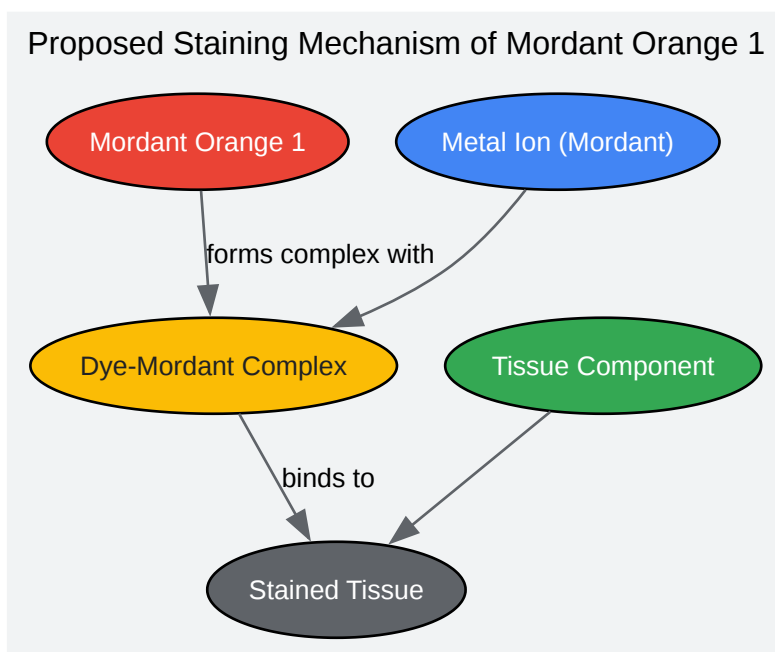 Proposed Staining Mechanism of Mordant Orange 1
Mordant Orange 1
Metal Ion (Mordant)
forms complex with
Dye-Mordant Complex
Tissue Component
binds to
Stained Tissue